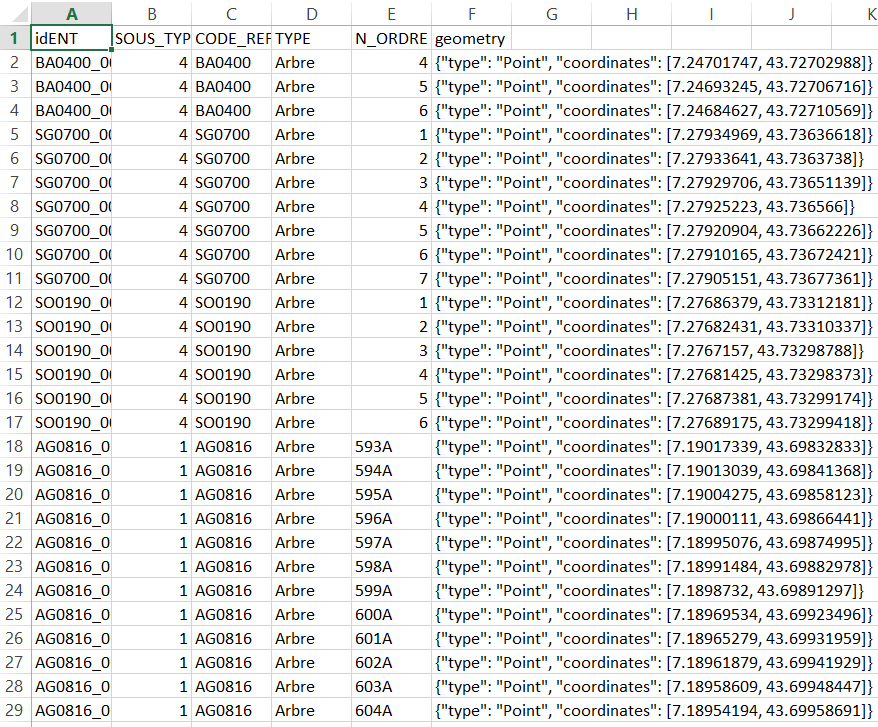 A B C D E F G H I J K
1 idENT SOUS_TYP CODE_REF TYPE N_ORDRE geometry
2 BA0400_0 4 BA0400 Arbre 4 {"type": "Point", "coordinates": [7.24701747, 43.72702988]}
3 BA0400_0 4 BA0400 Arbre 5 {"type": "Point", "coordinates": [7.24693245, 43.72706716]}
4 BA0400_0 4 BA0400 Arbre 6 {"type": "Point", "coordinates": [7.24684627, 43.72710569]}
5 SG0700_0 4 SG0700 Arbre 1 {"type": "Point", "coordinates": [7.27934969, 43.73636618]}
6 SG0700_0 4 SG0700 Arbre 2 {"type": "Point", "coordinates": [7.27933641, 43.7363738]}
7 SG0700_0 4 SG0700 Arbre 3 {"type": "Point", "coordinates": [7.27929706, 43.73651139]}
8 SG0700_0 4 SG0700 Arbre 4 {"type": "Point", "coordinates": [7.27925223, 43.736566]}
9 SG0700_0 4 SG0700 Arbre 5 {"type": "Point", "coordinates": [7.27920904, 43.73662226]}
10 SG0700_0 4 SG0700 Arbre 6 {"type": "Point", "coordinates": [7.27910165, 43.73672421]}
11 SG0700_0 4 SG0700 Arbre 7 {"type": "Point", "coordinates": [7.27905151, 43.73677361]}
12 SO0190_0 4 SO0190 Arbre 1 {"type": "Point", "coordinates": [7.27686379, 43.73312181]}
13 SO0190_0 4 SO0190 Arbre 2 {"type": "Point", "coordinates": [7.27682431, 43.73310337]}
14 SO0190_0 4 SO0190 Arbre 3 {"type": "Point", "coordinates": [7.2767157, 43.73298788]}
15 SO0190_0 4 SO0190 Arbre 4 {"type": "Point", "coordinates": [7.27681425, 43.73298373]}
16 SO0190_0 4 SO0190 Arbre 5 {"type": "Point", "coordinates": [7.27687381, 43.73299174]}
17 SO0190_0 4 SO0190 Arbre 6 {"type": "Point", "coordinates": [7.27689175, 43.73299418]}
18 AG0816_0 1 AG0816 Arbre 593A {"type": "Point", "coordinates": [7.19017339, 43.69832833]}
19 AG0816_0 1 AG0816 Arbre 594A {"type": "Point", "coordinates": [7.19013039, 43.69841368]}
20 AG0816_0 1 AG0816 Arbre 595A {"type": "Point", "coordinates": [7.19004275, 43.69858123]}
21 AG0816_0 1 AG0816 Arbre 596A {"type": "Point", "coordinates": [7.19000111, 43.69866441]}
22 AG0816_0 1 AG0816 Arbre 597A {"type": "Point", "coordinates": [7.18995076, 43.69874995]}
23 AG0816_0 1 AG0816 Arbre 598A {"type": "Point", "coordinates": [7.18991484, 43.69882978]}
24 AG0816_0 1 AG0816 Arbre 599A {"type": "Point", "coordinates": [7.1898732, 43.69891297]}
25 AG0816_0 1 AG0816 Arbre 600A {"type": "Point", "coordinates": [7.18969534, 43.69923496]}
26 AG0816_0 1 AG0816 Arbre 601A {"type": "Point", "coordinates": [7.18965279, 43.69931959]}
27 AG0816_0 1 AG0816 Arbre 602A {"type": "Point", "coordinates": [7.18961879, 43.69941929]}
28 AG0816_0 1 AG0816 Arbre 603A {"type": "Point", "coordinates": [7.18958609, 43.69948447]}
29 AG0816_0 1 AG0816 Arbre 604A {"type": "Point", "coordinates": [7.18954194, 43.69958691]}